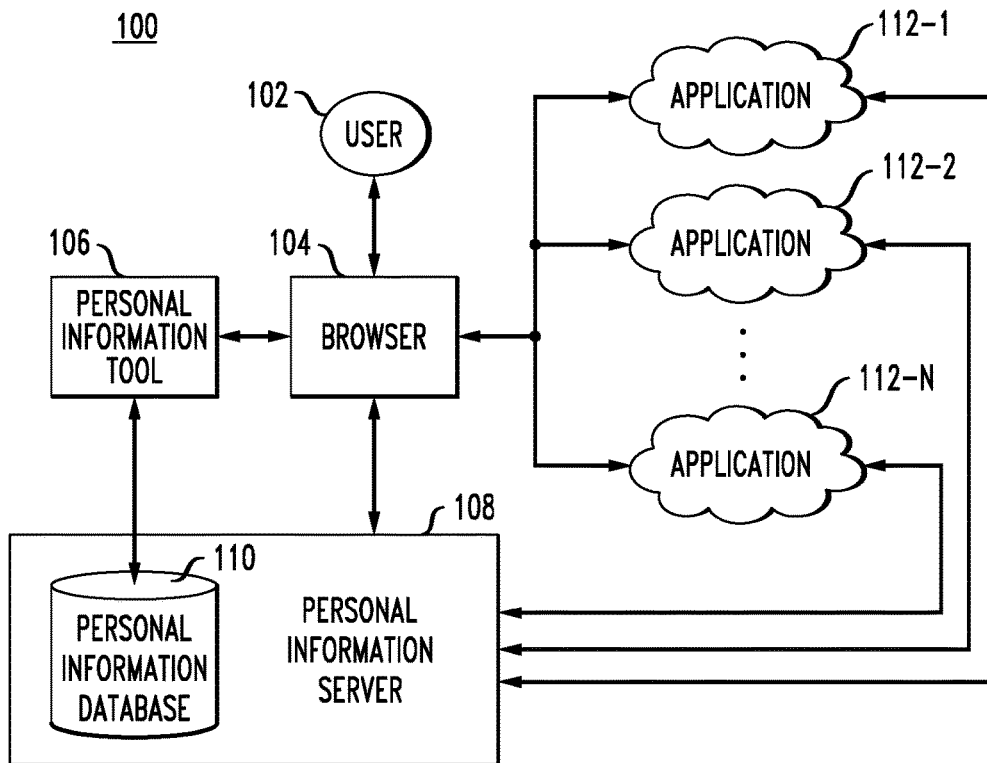 100
112-1
APPLICATION
102
USER
112-2
APPLICATION
106
104
PERSONAL
INFORMATION
TOOL
BROWSER
112-N
APPLICATION
108
110
PERSONAL
INFORMATION
DATABASE
PERSONAL
INFORMATION
SERVER